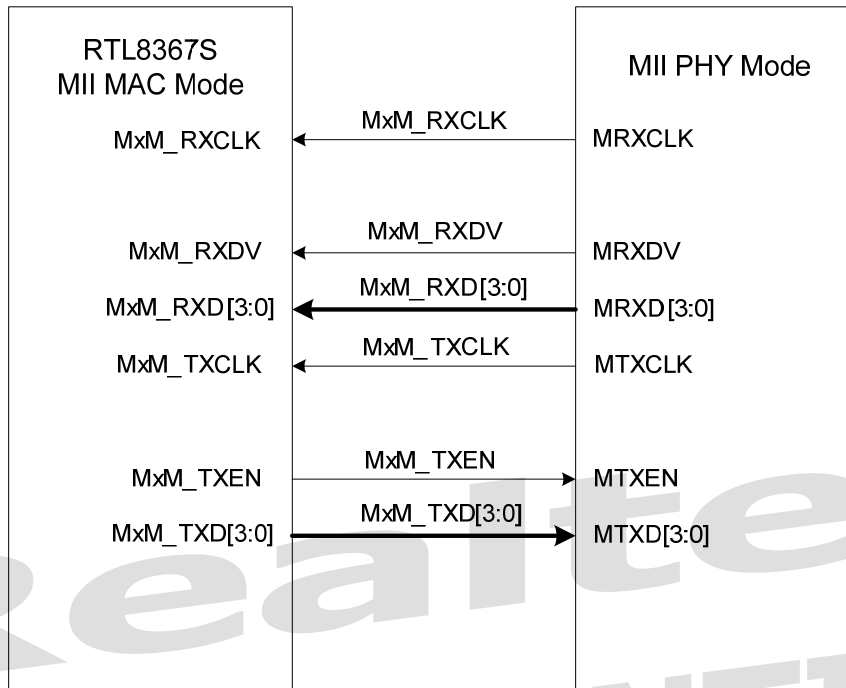 RTL8367S
MII MAC Mode
MII PHY Mode
MxM_RXCLK MxM_RXCLK MRXCLK
MxM_RXDV MxM_RXDV MRXDV
MxM_RXD[3:0] MxM_RXD[3:0] MRXD[3:0]
MxM_TXCLK MxM_TXCLK MTXCLK
MxM_TXEN MxM_TXEN MTXEN
MxM_TXD[3:0] MxM_TXD[3:0] MTXD[3:0]
Realte